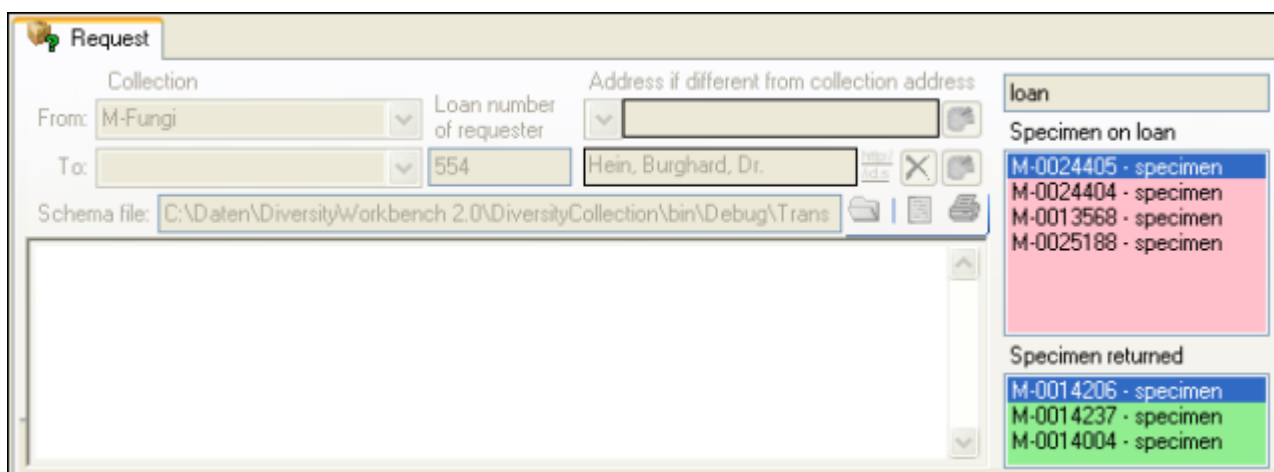 Request
Collection
Address if different from collection address
From: M-Fungi
Loan number
of requester
To:
554
Hein, Burghard, Dr.
http:/
/d.s
Schema file: C:\Daten\DiversityWorkbench 2.0\DiversityCollection\bin\Debug\Trans
loan
Specimen on loan
M-0024405 - specimen
M-0024404 - specimen
M-0013568 - specimen
M-0025188 - specimen
Specimen returned
M-0014206 - specimen
M-0014237 - specimen
M-0014004 - specimen